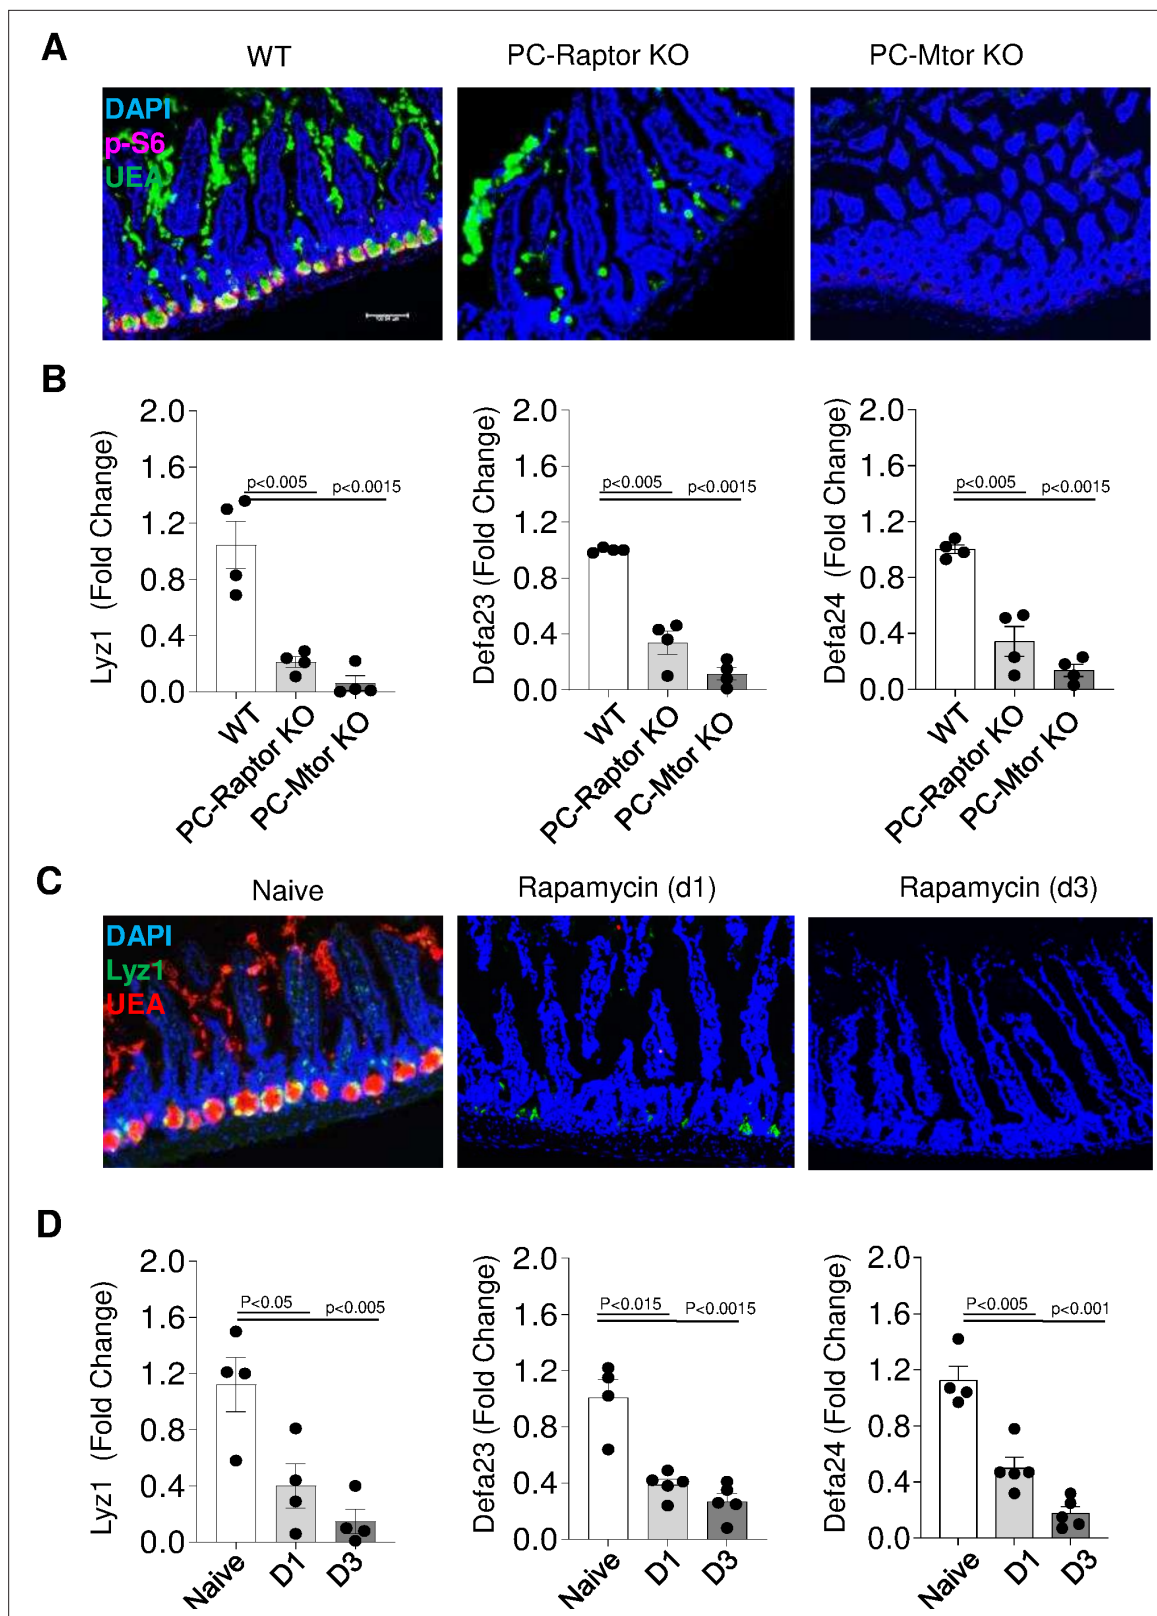 A
WT
PC-Raptor KO
PC-Mtor KO
DAPI
p-S6
UEA
B
Lyz1 (Fold Change)
2.0
1.6
1.2
0.8
0.4
0.0
p<0.005
p<0.0015
WT
PC-Raptor KO
PC-Mtor KO
Defa23 (Fold Change)
2.0
1.6
1.2
0.8
0.4
0.0
p<0.005
p<0.0015
WT
PC-Raptor KO
PC-Mtor KO
Defa24 (Fold Change)
2.0
1.6
1.2
0.8
0.4
0.0
p<0.005
p<0.0015
WT
PC-Raptor KO
PC-Mtor KO
C
Naive
Rapamycin (d1)
Rapamycin (d3)
DAPI
Lyz1
UEA
D
Lyz1 (Fold Change)
2.0
1.6
1.2
0.8
0.4
0.0
P<0.05
p<0.005
Naive
D1
D3
Defa23 (Fold Change)
2.0
1.6
1.2
0.8
0.4
0.0
P<0.015
P<0.0015
Naive
D1
D3
Defa24 (Fold Change)
2.0
1.6
1.2
0.8
0.4
0.0
P<0.005
p<0.001
Naive
D1
D3